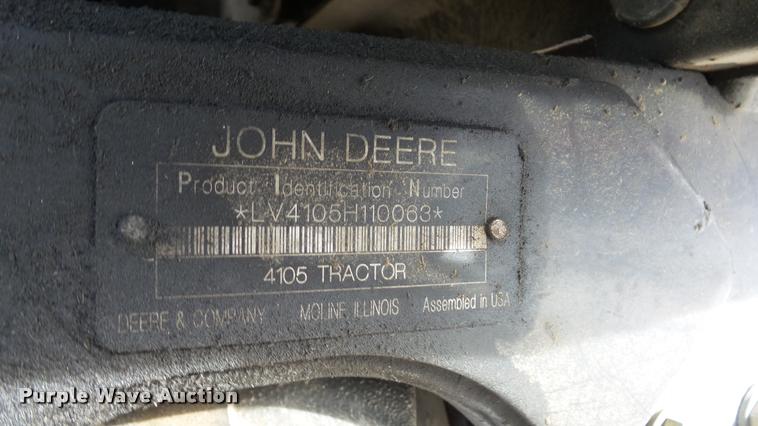 JOHN DEERE
Product Identification Number
*LV4105H110063*
4105 TRACTOR
DEERE & COMPANY MOLINE ILLINOIS Assembled in USA
Purple Wave Auction